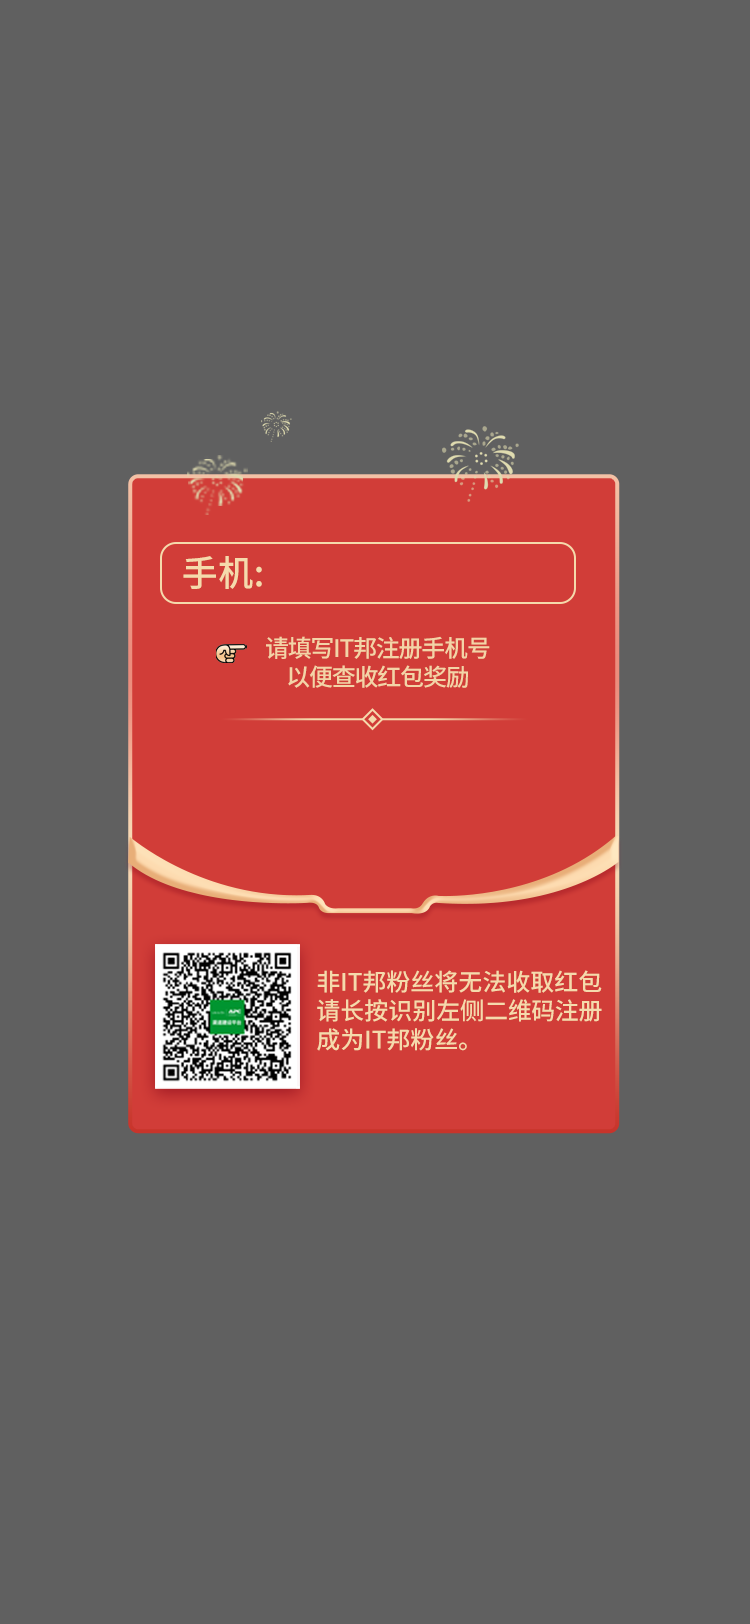 手机:
请填写IT邦注册手机号
以便查收红包奖励
非IT邦粉丝将无法收取红包
请长按识别左侧二维码注册
成为IT邦粉丝。
APC